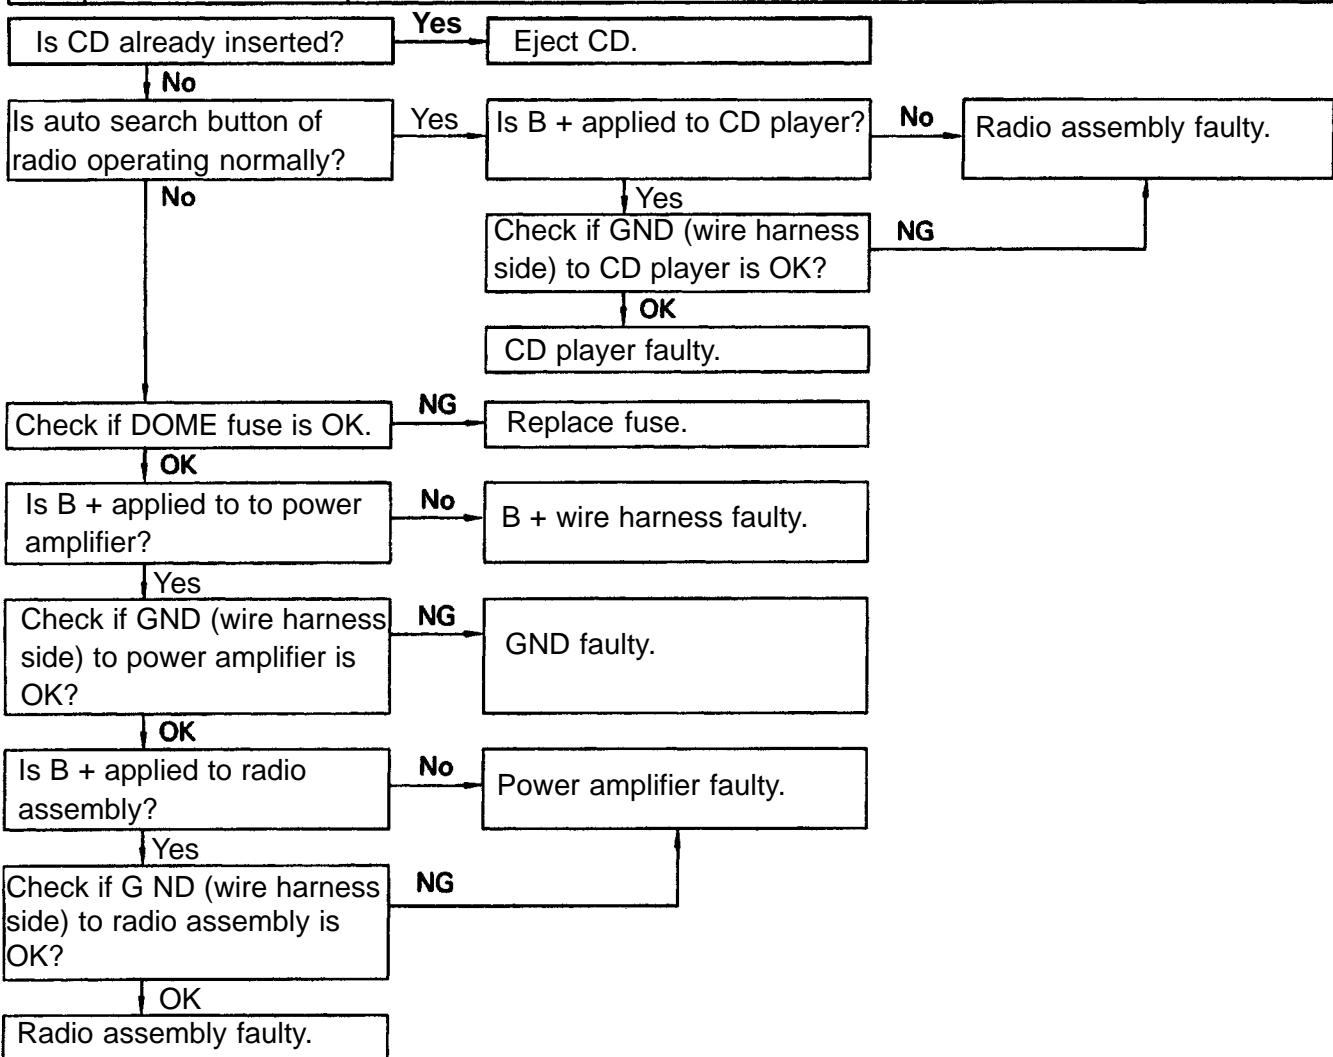 Is CD already inserted?
Yes
Eject CD.
No
Is auto search button of
radio operating normally?
Yes
Is B + applied to CD player?
No
Radio assembly faulty.
No
Yes
Check if GND (wire harness
side) to CD player is OK?
NG
OK
CD player faulty.
Check if DOME fuse is OK.
NG
Replace fuse.
OK
Is B + applied to to power
amplifier?
No
B + wire harness faulty.
Yes
Check if GND (wire harness
side) to power amplifier is
OK?
NG
GND faulty.
OK
Is B + applied to radio
assembly?
No
Power amplifier faulty.
Yes
Check if G ND (wire harness
side) to radio assembly is
OK?
NG
OK
Radio assembly faulty.